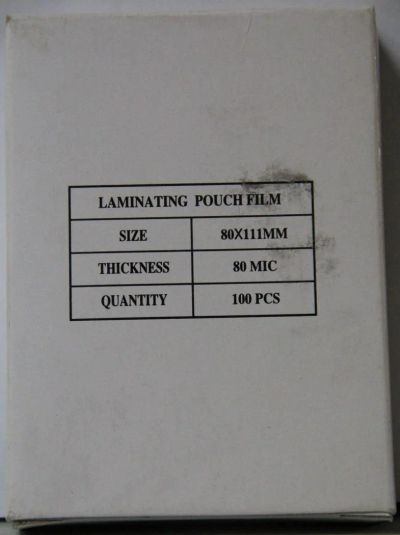 LAMINATING POUCH FILM
SIZE 80X111MM
THICKNESS 80 MIC
QUANTITY 100 PCS